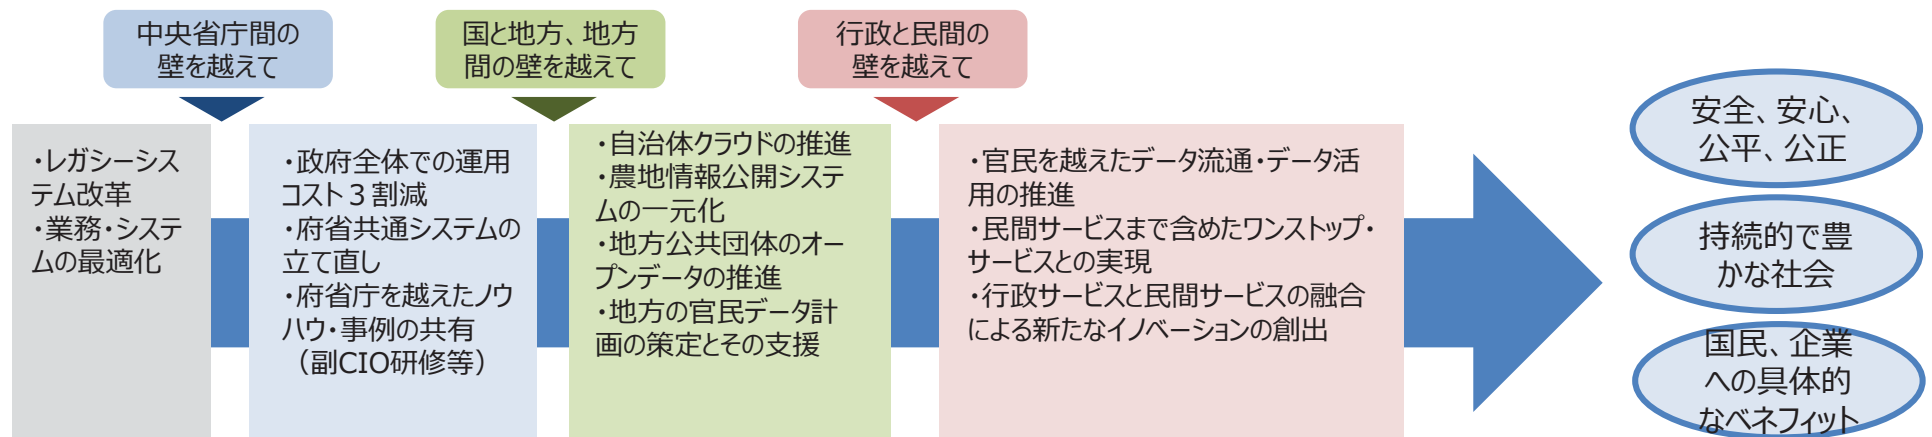 中央省庁間の
壁を越えて
国と地方、地方
間の壁を越えて
行政と民間の
壁を越えて
・レガシーシス
テム改革
・業務・システ
ムの最適化
・政府全体での運用
コスト３割減
・府省共通システムの
立て直し
・府省庁を越えたノウ
ハウ・事例の共有
（副CIO研修等）
・自治体クラウドの推進
・農地情報公開システ
ムの一元化
・地方公共団体のオー
プンデータの推進
・地方の官民データ計
画の策定とその支援
・官民を越えたデータ流通・データ活
用の推進
・民間サービスまで含めたワンストップ・
サービスとの実現
・行政サービスと民間サービスの融合
による新たなイノベーションの創出
安全、安心、
公平、公正
持続的で豊
かな社会
国民、企業
への具体的
なベネフィット